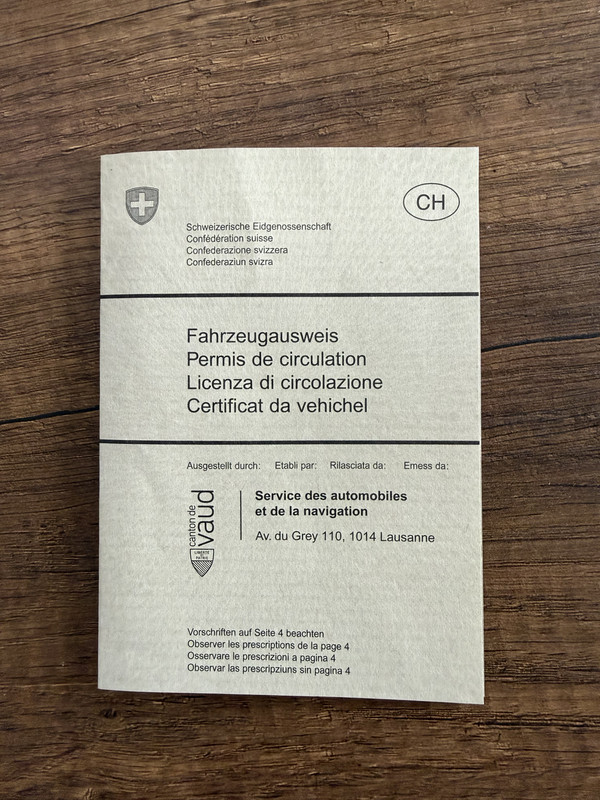 CH
Schweizerische Eidgenossenschaft
Confédération suisse
Confederazione svizzera
Confederaziun svizra
Fahrzeugausweis
Permis de circulation
Licenza di circolazione
Certificat da vehichel
Ausgestellt durch: Etabli par: Rilasciata da: Emess da:
canton de
vaud
LIBERTÉ
ET
PATRIE
Service des automobiles
et de la navigation
Av. du Grey 110, 1014 Lausanne
Vorschriften auf Seite 4 beachten
Observer les prescriptions de la page 4
Osservare le prescrizioni a pagina 4
Observar las prescripziuns sin pagina 4